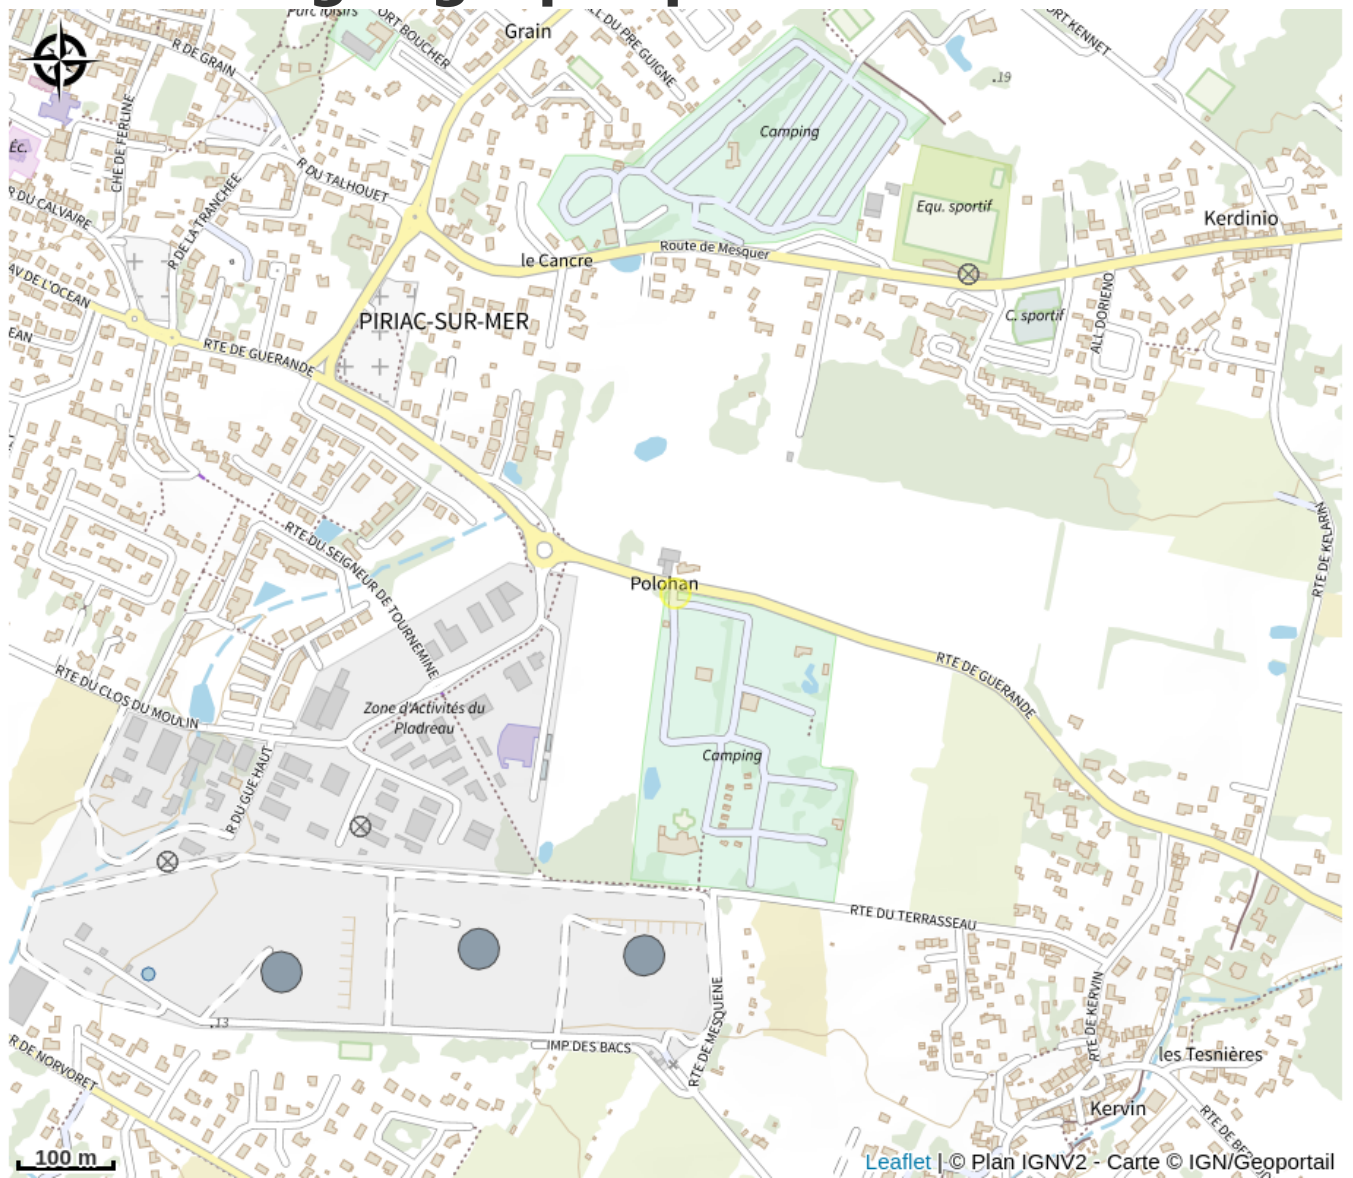 Parc loisirs
Grain
ORT BOUCHER
ALL DU PRE GUIGNE
ORT KENNET
R DE GRAIN
.19
CHE DE FERLINE
Camping
Éc.
R DU TALHOUET
R DU CALVAIRE
R DE LA TRANCHEE
Equ. sportif
Kerdinio
Route de Mesquer
le Cancre
AV DE L'OCEAN
EAN
PIRIAC-SUR-MER
C. sportif
ALL DORIENO
RTE DE GUERANDE
RTE DE KELARIN
RTE DU SEIGNEUR DE TOURNEMINE
Polohan
RTE DE GUERANDE
RTE DU CLOS DU MOULIN
Zone d'Activités du
Pladreau
Camping
R DU GUE HAUT
RTE DU TERRASSEAU
RTE DE MESQUENE
RTE DE KERVIN
.13
IMP DES BACS
R DE NORVORET
les Tesnières
Kervin
100 m
Leaflet | © Plan IGNV2 - Carte © IGN/Geoportail